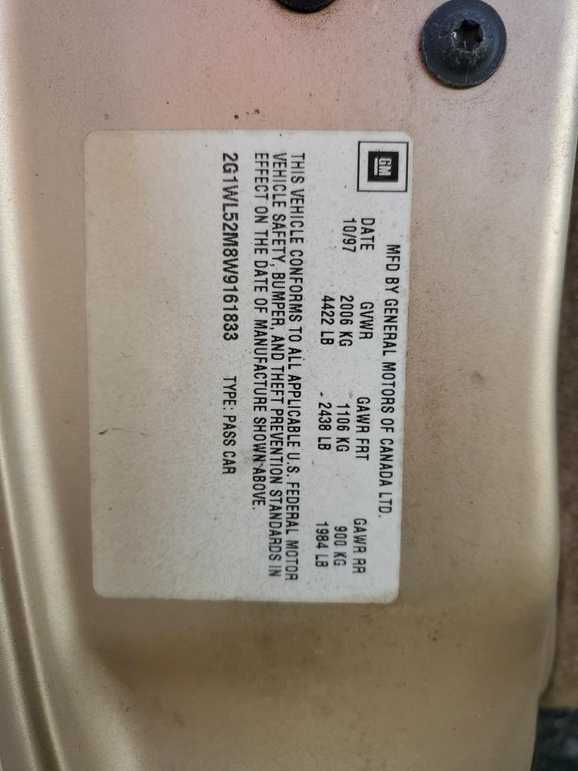 GM
MFD BY GENERAL MOTORS OF CANADA LTD.
DATE GVWR GAWR FRT GAWR RR
10/97 2006 KG 1106 KG 900 KG
4422 LB 2438 LB 1984 LB
THIS VEHICLE CONFORMS TO ALL APPLICABLE U.S. FEDERAL MOTOR
VEHICLE SAFETY, BUMPER, AND THEFT PREVENTION STANDARDS IN
EFFECT ON THE DATE OF MANUFACTURE SHOWN ABOVE.
2G1WL52M8W9161833 TYPE: PASS CAR